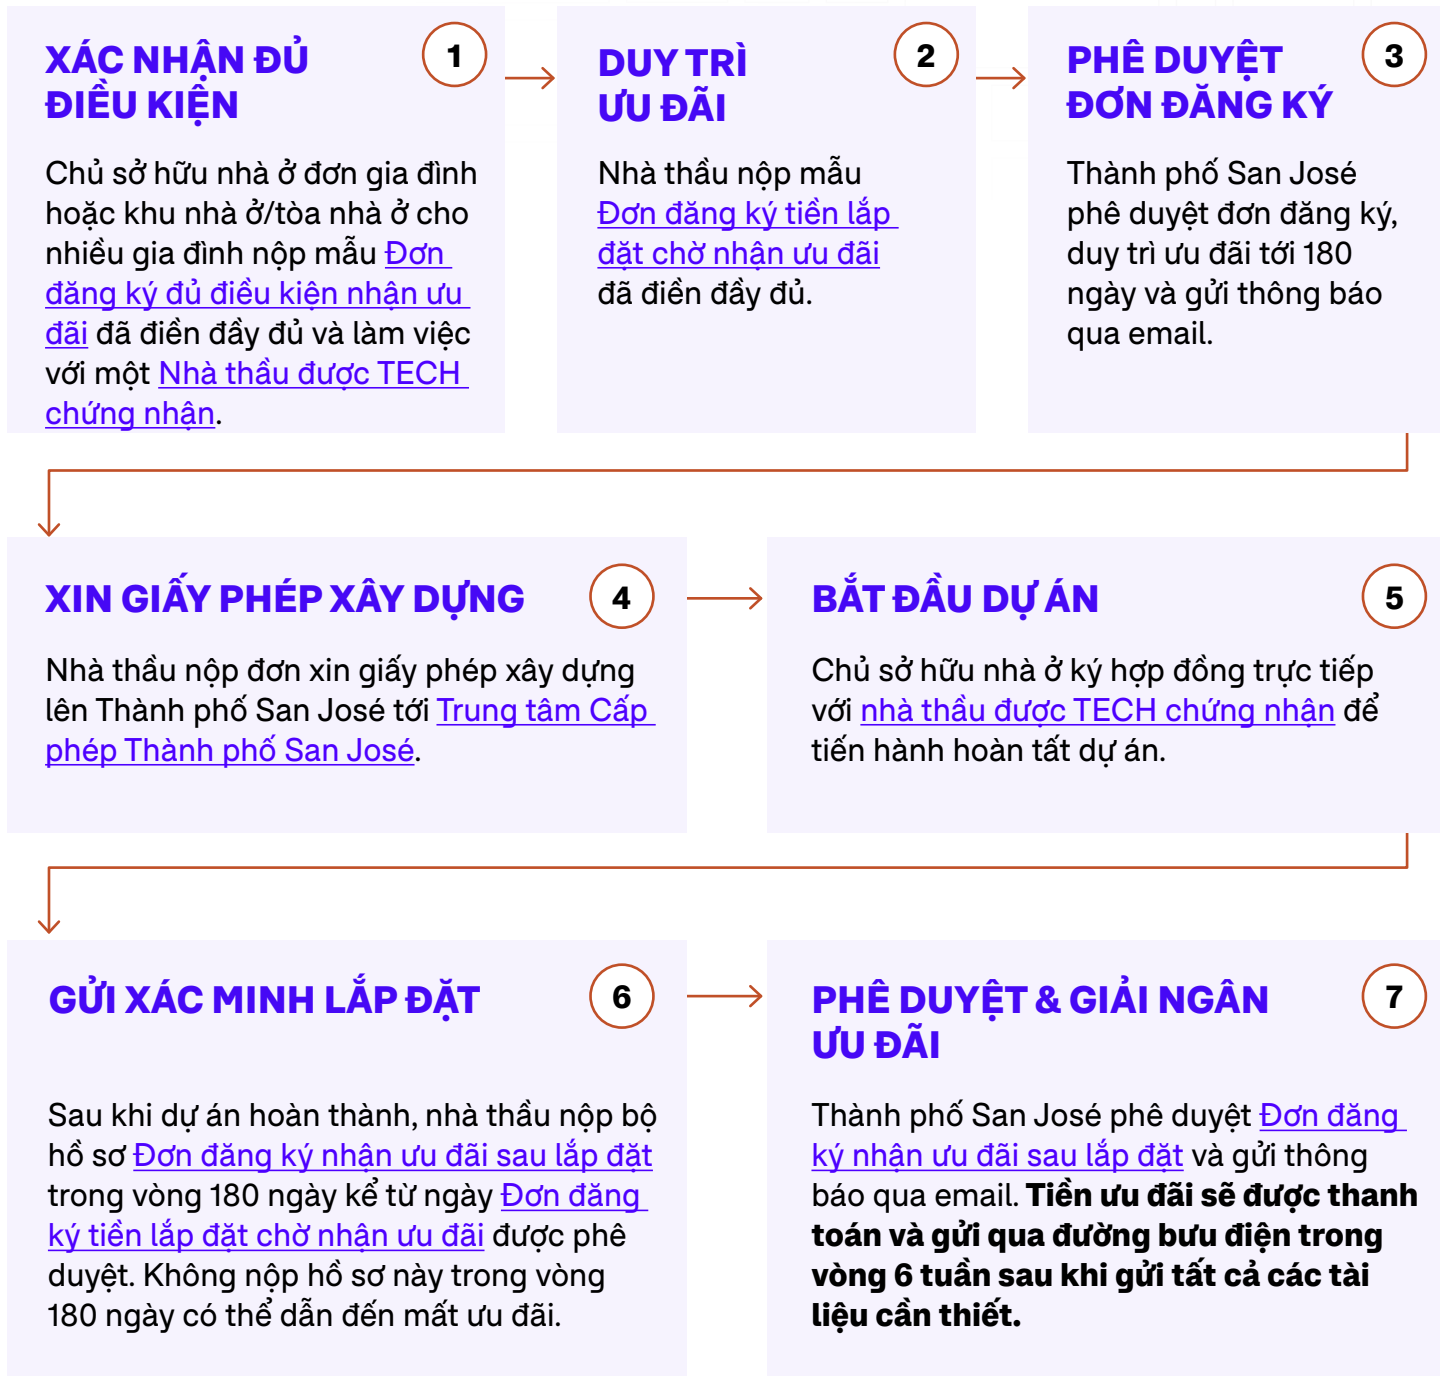 XÁC NHẬN ĐỦ
ĐIỀU KIỆN
1
Chủ sở hữu nhà ở đơn gia đình
hoặc khu nhà ở/tòa nhà ở cho
nhiều gia đình nộp mẫu Đơn
đăng ký đủ điều kiện nhận ưu
đãi đã điền đầy đủ và làm việc
với một Nhà thầu được TECH
chứng nhận.
DUY TRÌ
ƯU ĐÃI
2
Nhà thầu nộp mẫu
Đơn đăng ký tiền lắp
đặt chờ nhận ưu đãi
đã điền đầy đủ.
PHÊ DUYỆT
ĐƠN ĐĂNG KÝ
3
Thành phố San José
phê duyệt đơn đăng ký,
duy trì ưu đãi tới 180
ngày và gửi thông báo
qua email.
XIN GIẤY PHÉP XÂY DỰNG
4
Nhà thầu nộp đơn xin giấy phép xây dựng
lên Thành phố San José tới Trung tâm Cấp
phép Thành phố San José.
BẮT ĐẦU DỰ ÁN
5
Chủ sở hữu nhà ở ký hợp đồng trực tiếp
với nhà thầu được TECH chứng nhận để
tiến hành hoàn tất dự án.
GỬI XÁC MINH LẮP ĐẶT
6
Sau khi dự án hoàn thành, nhà thầu nộp bộ
hồ sơ Đơn đăng ký nhận ưu đãi sau lắp đặt
trong vòng 180 ngày kể từ ngày Đơn đăng
ký tiền lắp đặt chờ nhận ưu đãi được phê
duyệt. Không nộp hồ sơ này trong vòng
180 ngày có thể dẫn đến mất ưu đãi.
PHÊ DUYỆT & GIẢI NGÂN
ƯU ĐÃI
7
Thành phố San José phê duyệt Đơn đăng
ký nhận ưu đãi sau lắp đặt và gửi thông
báo qua email. Tiền ưu đãi sẽ được thanh
toán và gửi qua đường bưu điện trong
vòng 6 tuần sau khi gửi tất cả các tài
liệu cần thiết.